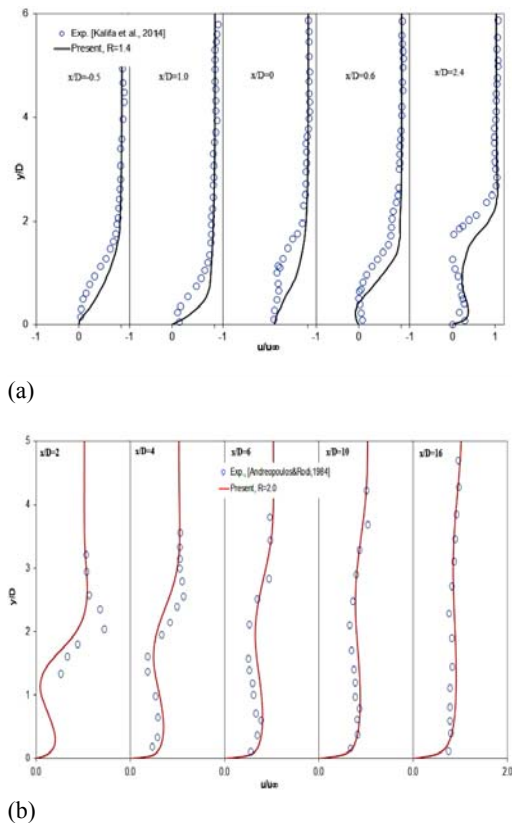 6
Exp. [Kalifa et al., 2014]
Present, R=1.4
x/D=-0.5
x/D=1.0
x/D=0
x/D=0.6
x/D=2.4
4
y/D
2
0
-1 0 -1 0 -1 0 -1 0 -1 0 1
u/u∞
(a)
5
x/D=2
x/D=4
x/D=6
x/D=10
x/D=16
Exp., [Andreopoulos&Rodi,1984]
Present, R=2.0
4
3
y/D
2
1
0
0.0 0.0 0.0 0.0 0.0 2.0
u/u∞
(b)